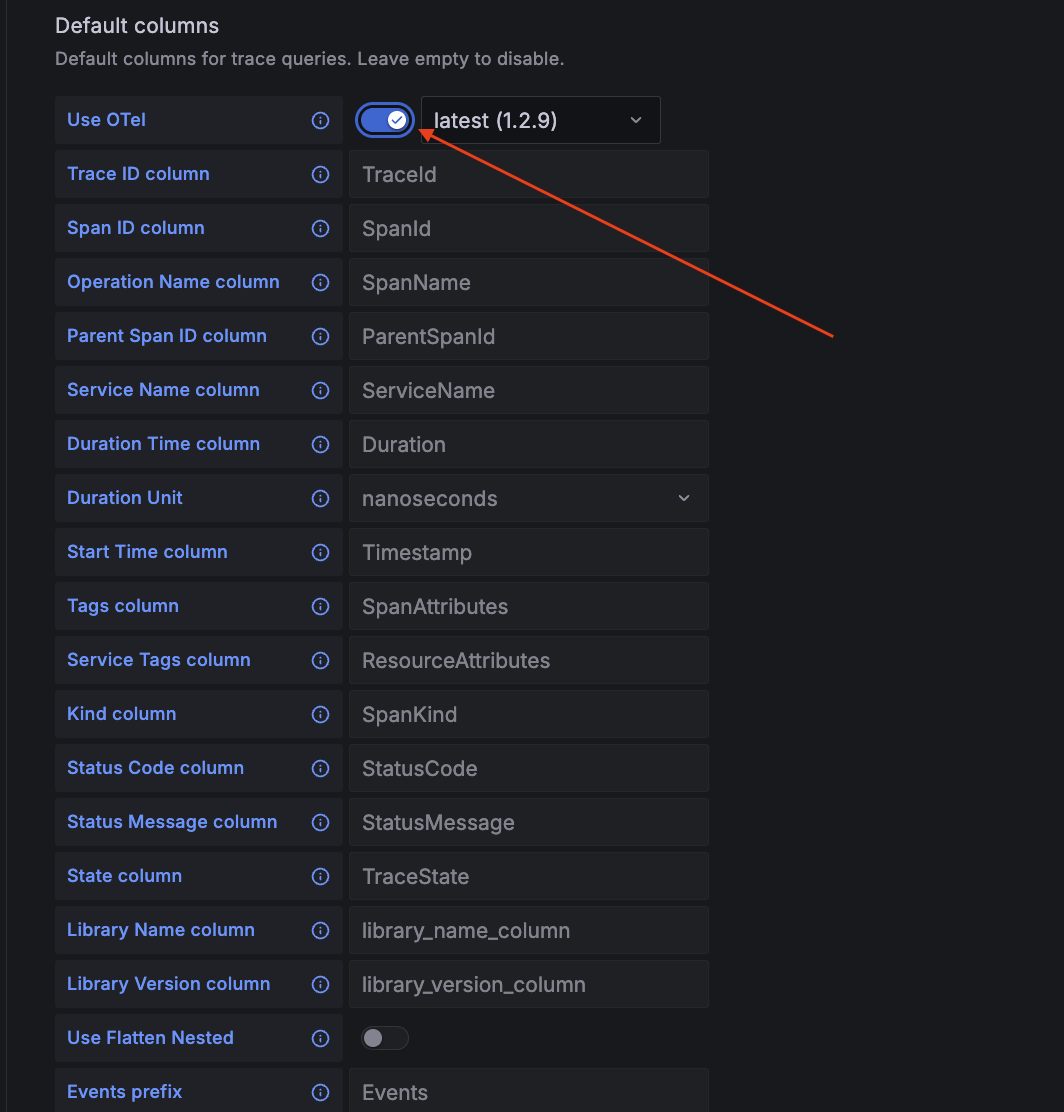 Default columns
Default columns for trace queries. Leave empty to disable.
Use OTel latest (1.2.9)
Trace ID column TraceId
Span ID column SpanId
Operation Name column SpanName
Parent Span ID column ParentSpanId
Service Name column ServiceName
Duration Time column Duration
Duration Unit nanoseconds
Start Time column Timestamp
Tags column SpanAttributes
Service Tags column ResourceAttributes
Kind column SpanKind
Status Code column StatusCode
Status Message column StatusMessage
State column TraceState
Library Name column library_name_column
Library Version column library_version_column
Use Flatten Nested
Events prefix Events